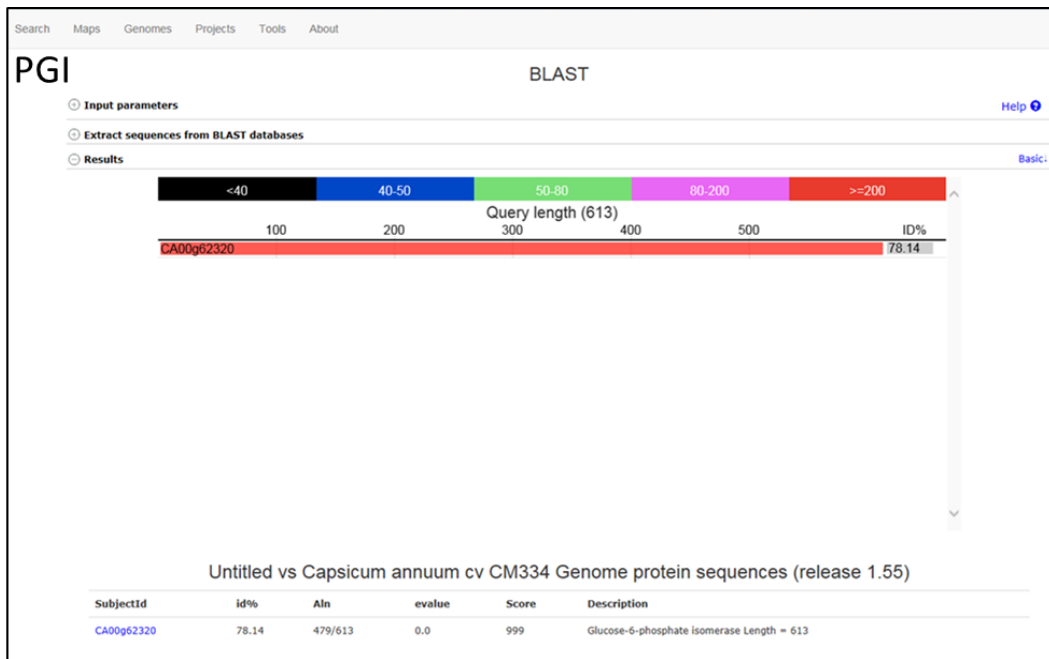 Search Maps Genomes Projects Tools About
PGI
BLAST
Input parameters
Help
Extract sequences from BLAST databases
Results
Basic
<40 40-50 50-80 80-200 >=200
Query length (613)
100 200 300 400 500 ID%
CA00g62320 78.14
Untitled vs Capsicum annuum cv CM334 Genome protein sequences (release 1.55)
SubjectId id% Aln evalue Score Description
CA00g62320 78.14 479/613 0.0 999 Glucose-6-phosphate isomerase Length = 613